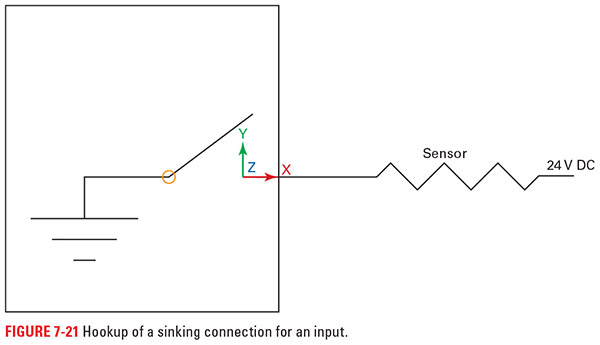 Y
Z
X
Sensor
24 V DC
FIGURE 7-21 Hookup of a sinking connection for an input.